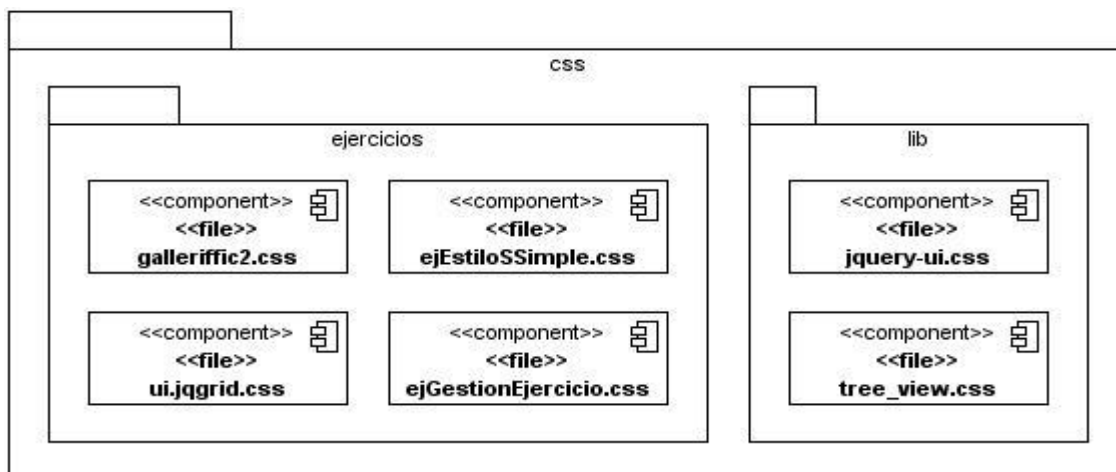 css
ejercicios
<<component>>
<<file>>
galleriffic2.css
<<component>>
<<file>>
ejEstiloSSimple.css
<<component>>
<<file>>
ui.jqgrid.css
<<component>>
<<file>>
ejGestionEjercicio.css
lib
<<component>>
<<file>>
jquery-ui.css
<<component>>
<<file>>
tree_view.css